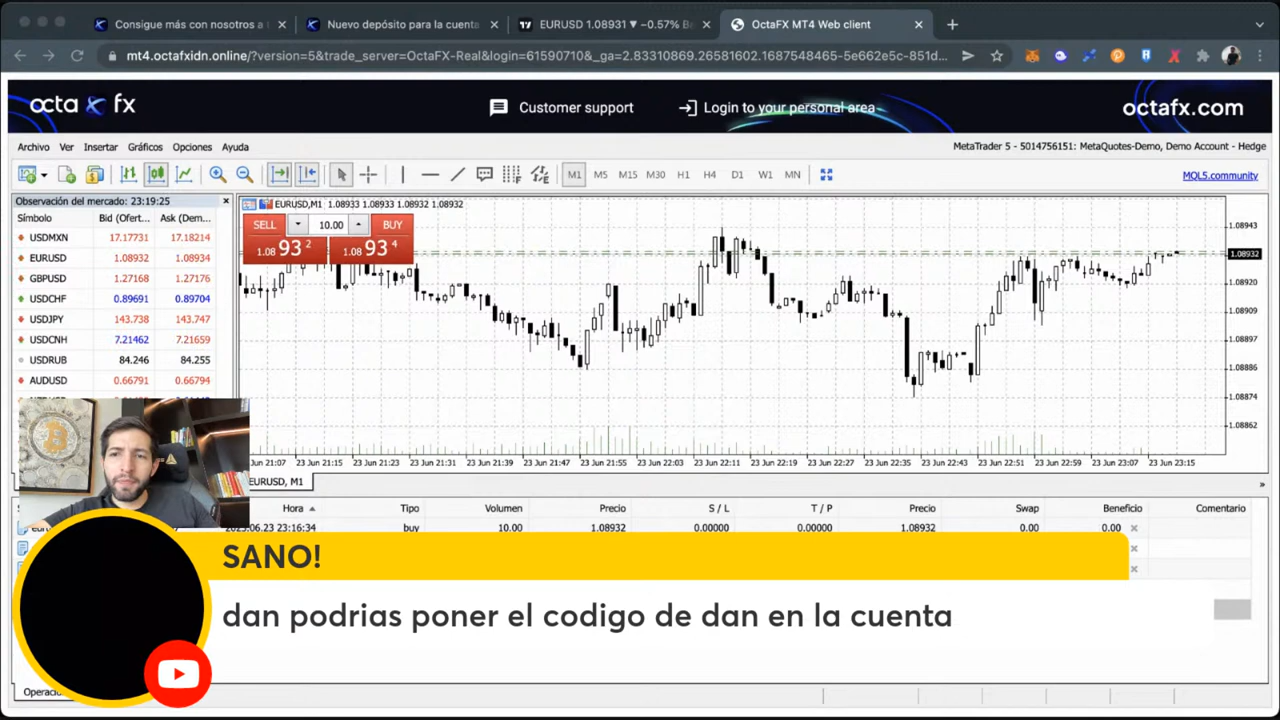 Consigue más con nosotros a
Nuevo depósito para la cuenta
EURUSD 1.08931 ▼ −0.57% B
OctaFX MT4 Web client
mt4.octafxidn.online/?version=5&trade_server=OctaFX-Real&login=61590710&_ga=2.83310869.26581602.1687548465-5e662e5c-851d...
octa fx
Customer support
Login to your personal area
octafx.com
Archivo Ver Insertar Gráficos Opciones Ayuda
MetaTrader 5 - 5014756151: MetaQuotes-Demo, Demo Account - Hedge
M1 M5 M15 M30 H1 H4 D1 W1 MN
MQL5.community
Observación del mercado: 23:19:25
Símbolo Bid (Ofert... Ask (Dem...
USDMXN 17.17731 17.18214
EURUSD 1.08932 1.08934
GBPUSD 1.27168 1.27176
USDCHF 0.89691 0.89704
USDJPY 143.738 143.747
USDCNH 7.21462 7.21659
USDRUB 84.246 84.255
AUDUSD 0.66791 0.66794
EURUSD,M1 1.08933 1.08933 1.08932 1.08932
SELL 10.00 BUY
1.08 93 2 1.08 93 4
1.08943
1.08932
1.08920
1.08909
1.08897
1.08886
1.08874
1.08862
Jun 21:07 23 Jun 21:15 23 Jun 21:23 23 Jun 21:31 23 Jun 21:39 23 Jun 21:47 23 Jun 21:55 23 Jun 22:03 23 Jun 22:11 23 Jun 22:19 23 Jun 22:27 23 Jun 22:35 23 Jun 22:43 23 Jun 22:51 23 Jun 22:59 23 Jun 23:07 23 Jun 23:15
EURUSD, M1
Hora Tipo Volumen Precio S / L T / P Precio Swap Beneficio Comentario
23:16:34 buy 10.00 1.08932 0.00000 0.00000 1.08932 0.00 0.00
SANO!
dan podrias poner el codigo de dan en la cuenta